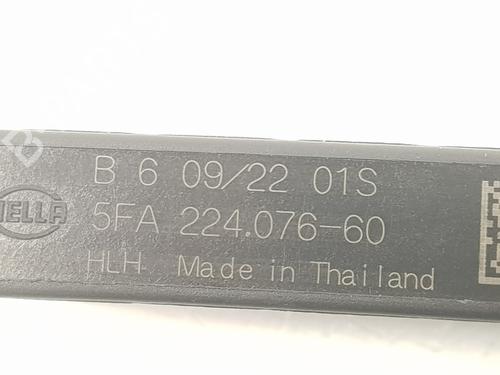 B 6 09/22 01S
HELLA
5FA 224.076-60
HLH Made in Thailand